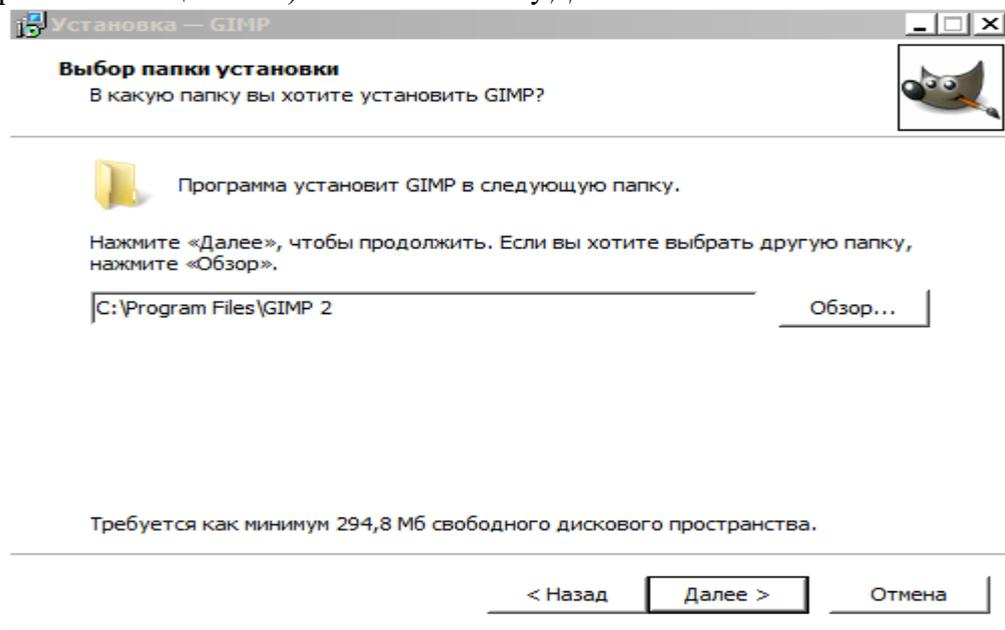 Установка — GIMP
Выбор папки установки
В какую папку вы хотите установить GIMP?
Программа установит GIMP в следующую папку.
Нажмите «Далее», чтобы продолжить. Если вы хотите выбрать другую папку,
нажмите «Обзор».
C:\Program Files\GIMP 2
Обзор...
Требуется как минимум 294,8 Мб свободного дискового пространства.
< Назад
Далее >
Отмена